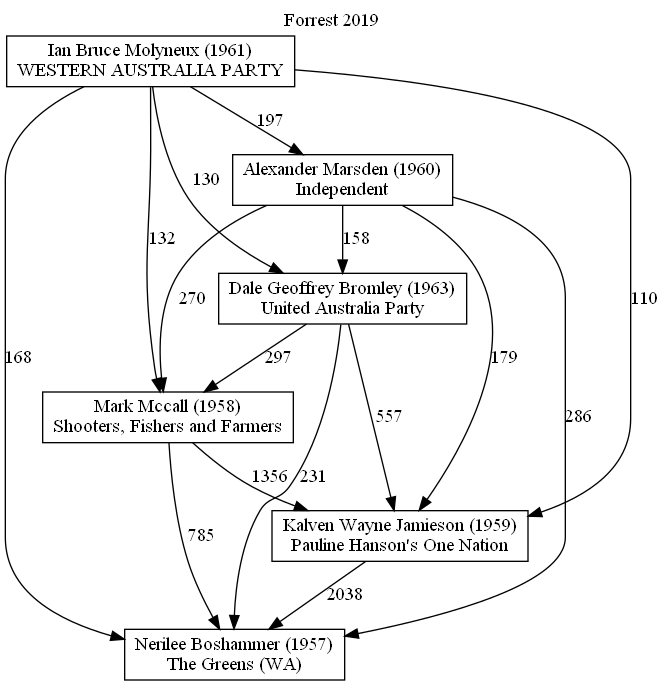 Forrest 2019
Ian Bruce Molyneux (1961)
WESTERN AUSTRALIA PARTY
197
Alexander Marsden (1960)
Independent
130
132
158
270
Dale Geoffrey Bromley (1963)
United Australia Party
110
168
297
179
Mark Mccall (1958)
Shooters, Fishers and Farmers
557
286
1356
231
Kalven Wayne Jamieson (1959)
Pauline Hanson's One Nation
785
2038
Nerilee Boshammer (1957)
The Greens (WA)